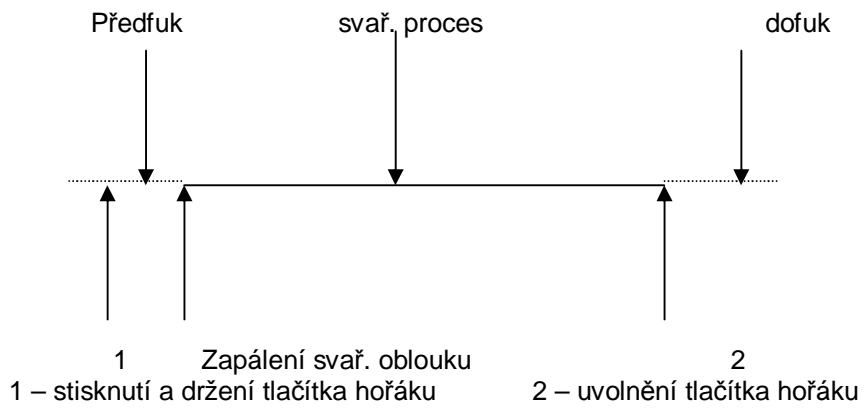 Předfuk svař. proces dofuk
1 Zapálení svař. oblouku 2
1 – stisknutí a držení tlačítka hořáku 2 – uvolnění tlačítka hořáku